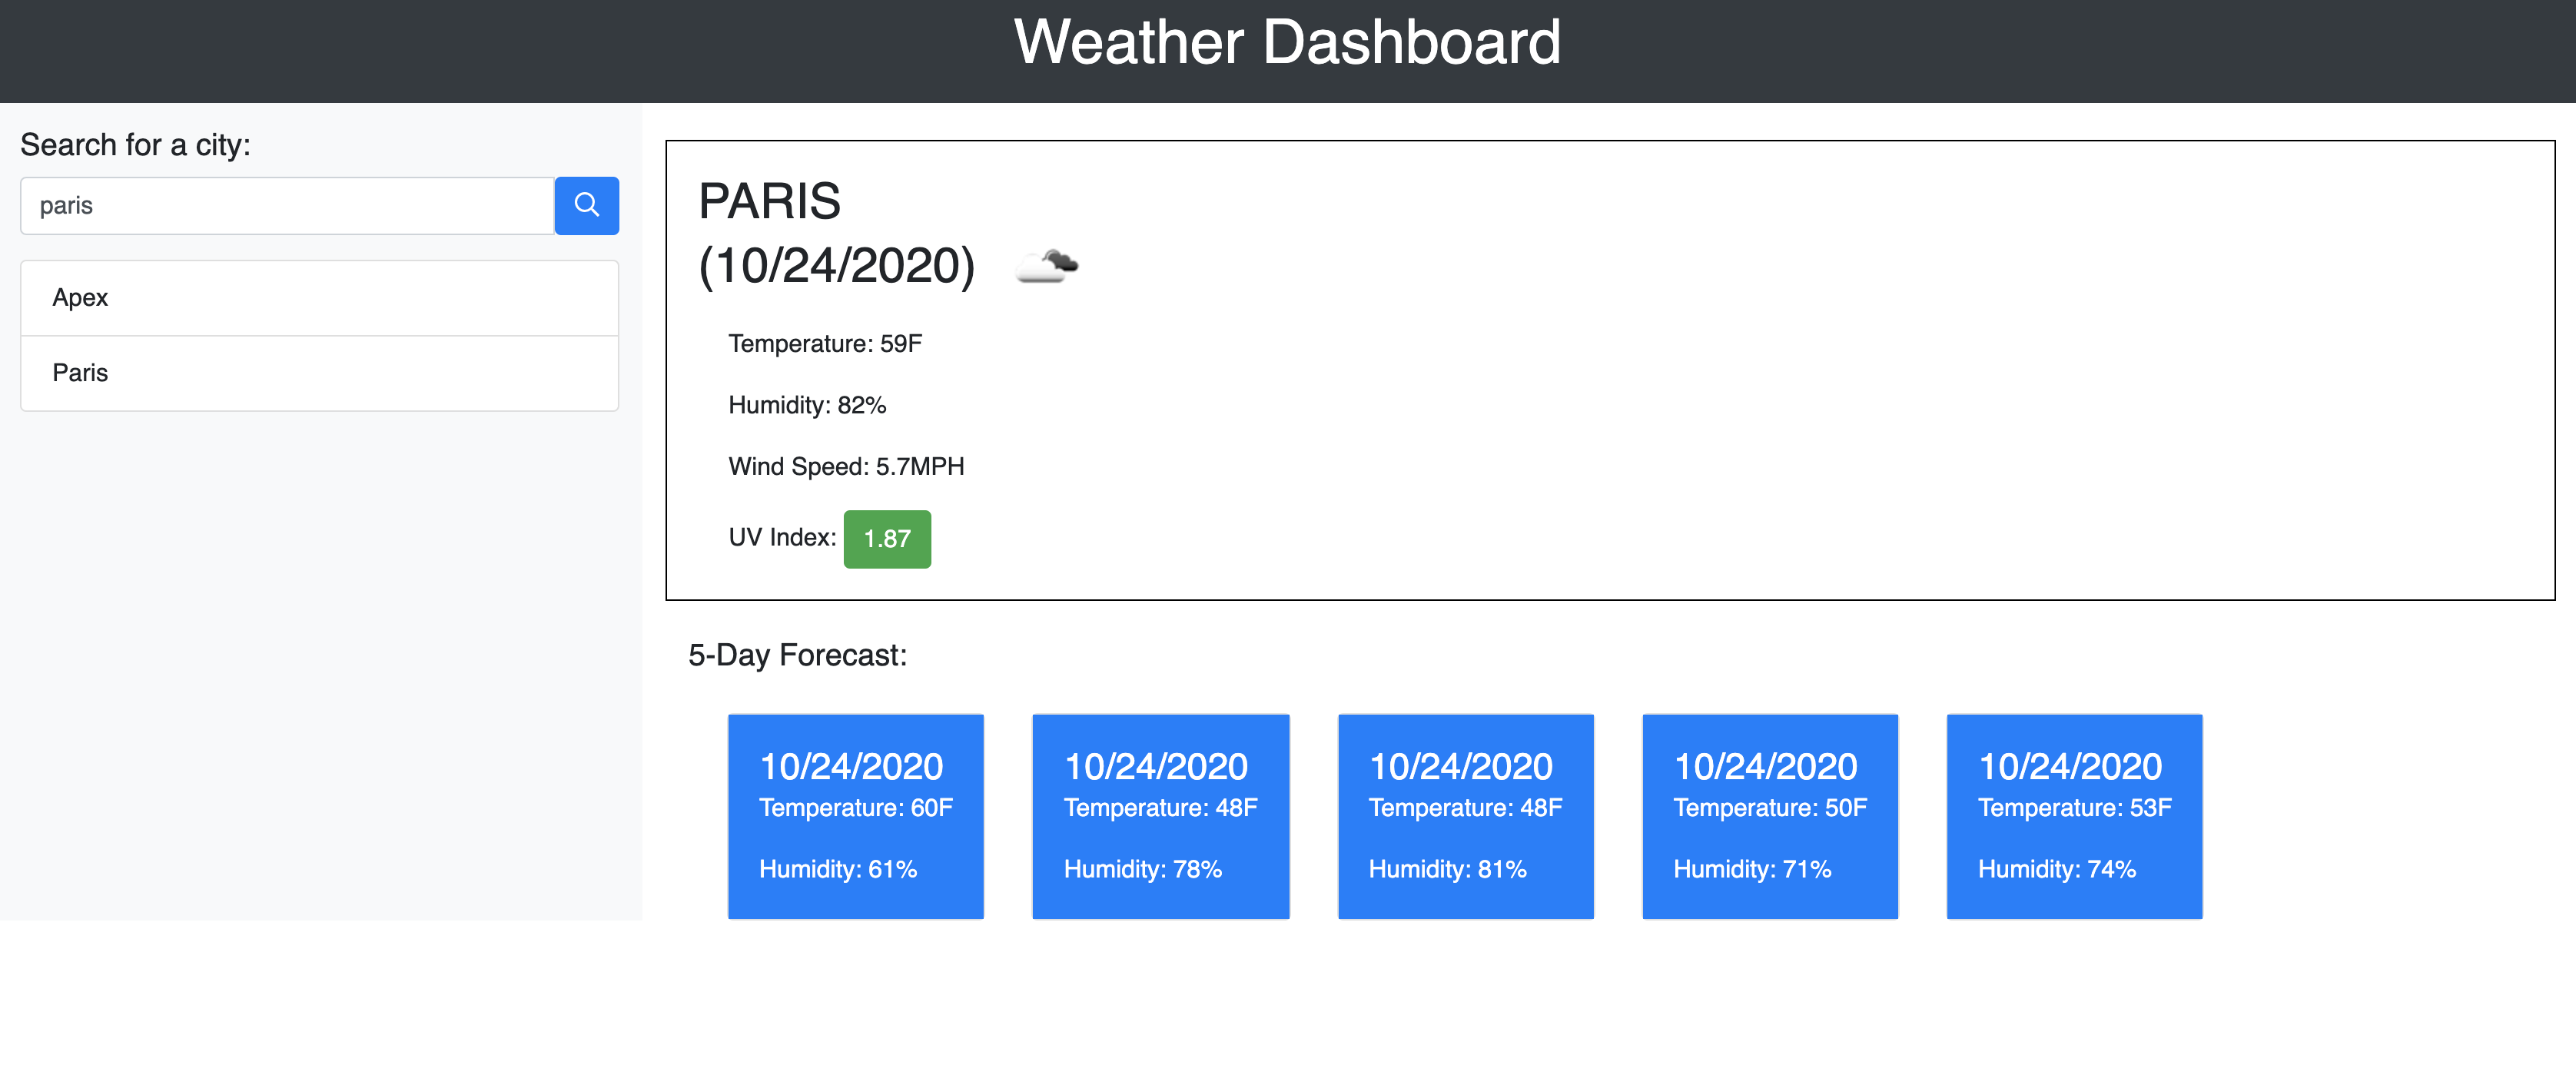 Weather Dashboard
Search for a city:
paris
Apex
Paris
PARIS
(10/24/2020)
Temperature: 59F
Humidity: 82%
Wind Speed: 5.7MPH
UV Index: 1.87
5-Day Forecast:
10/24/2020
Temperature: 60F
Humidity: 61%
10/24/2020
Temperature: 48F
Humidity: 78%
10/24/2020
Temperature: 48F
Humidity: 81%
10/24/2020
Temperature: 50F
Humidity: 71%
10/24/2020
Temperature: 53F
Humidity: 74%